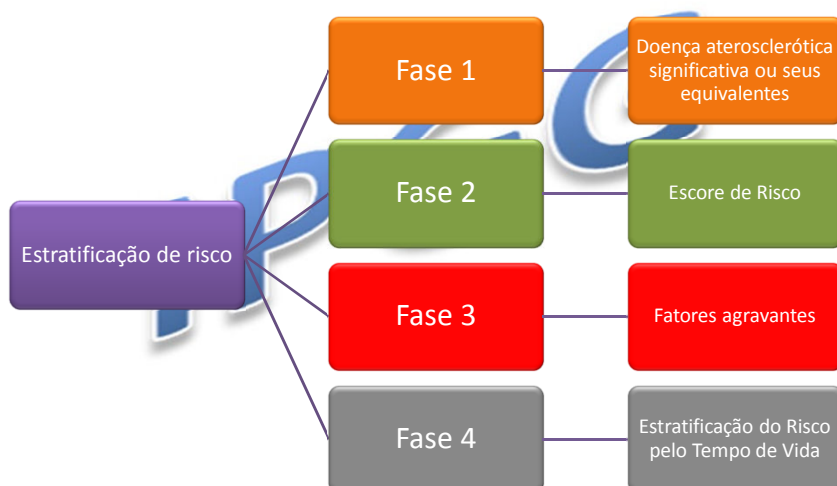 Estratificação de risco
Fase 1
Doença aterosclerótica
significativa ou seus
equivalentes
Fase 2
Escore de Risco
Fase 3
Fatores agravantes
Fase 4
Estratificação do Risco
pelo Tempo de Vida